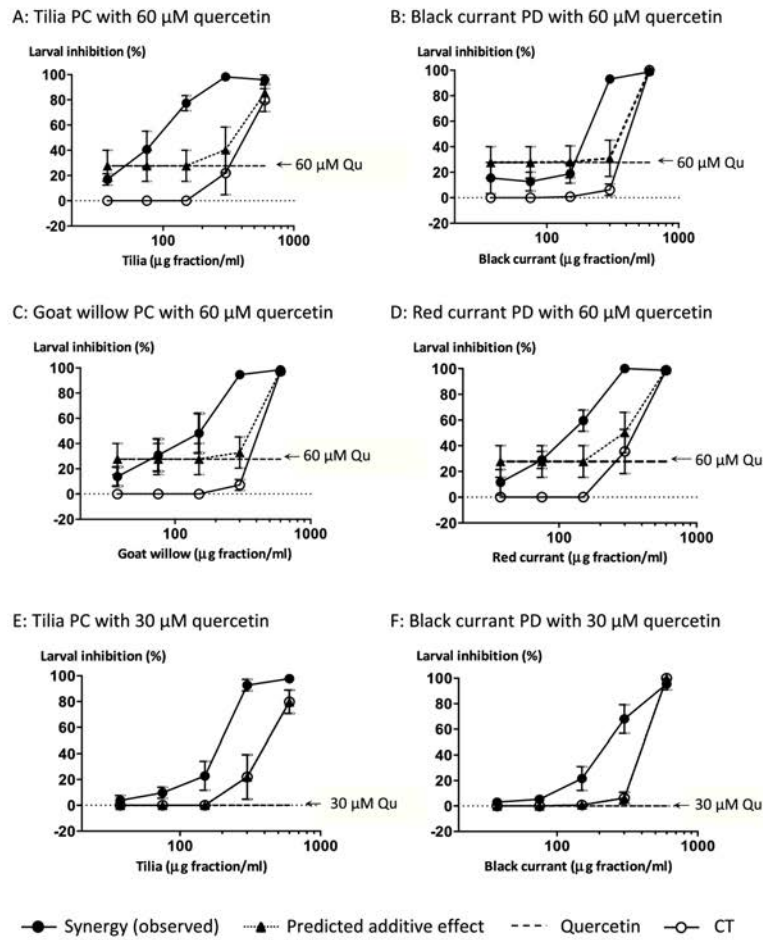 A: Tilia PC with 60 μM quercetin
B: Black currant PD with 60 μM quercetin
Larval inhibition (%)
100
80
60
40
20
0
-20
← 60 μM Qu
100
1000
Tilia (μg fraction/ml)
Larval inhibition (%)
100
80
60
40
20
0
-20
← 60 μM Qu
100
1000
Black currant (μg fraction/ml)
C: Goat willow PC with 60 μM quercetin
D: Red currant PD with 60 μM quercetin
Larval inhibition (%)
100
80
60
40
20
0
-20
← 60 μM Qu
100
1000
Goat willow (μg fraction/ml)
Larval inhibition (%)
100
80
60
40
20
0
-20
← 60 μM Qu
100
1000
Red currant (μg fraction/ml)
E: Tilia PC with 30 μM quercetin
F: Black currant PD with 30 μM quercetin
Larval inhibition (%)
100
80
60
40
20
0
-20
← 30 μM Qu
100
1000
Tilia (μg fraction/ml)
Larval inhibition (%)
100
80
60
40
20
0
-20
← 30 μM Qu
100
1000
Black currant (μg fraction/ml)
Synergy (observed) Predicted additive effect Quercetin CT